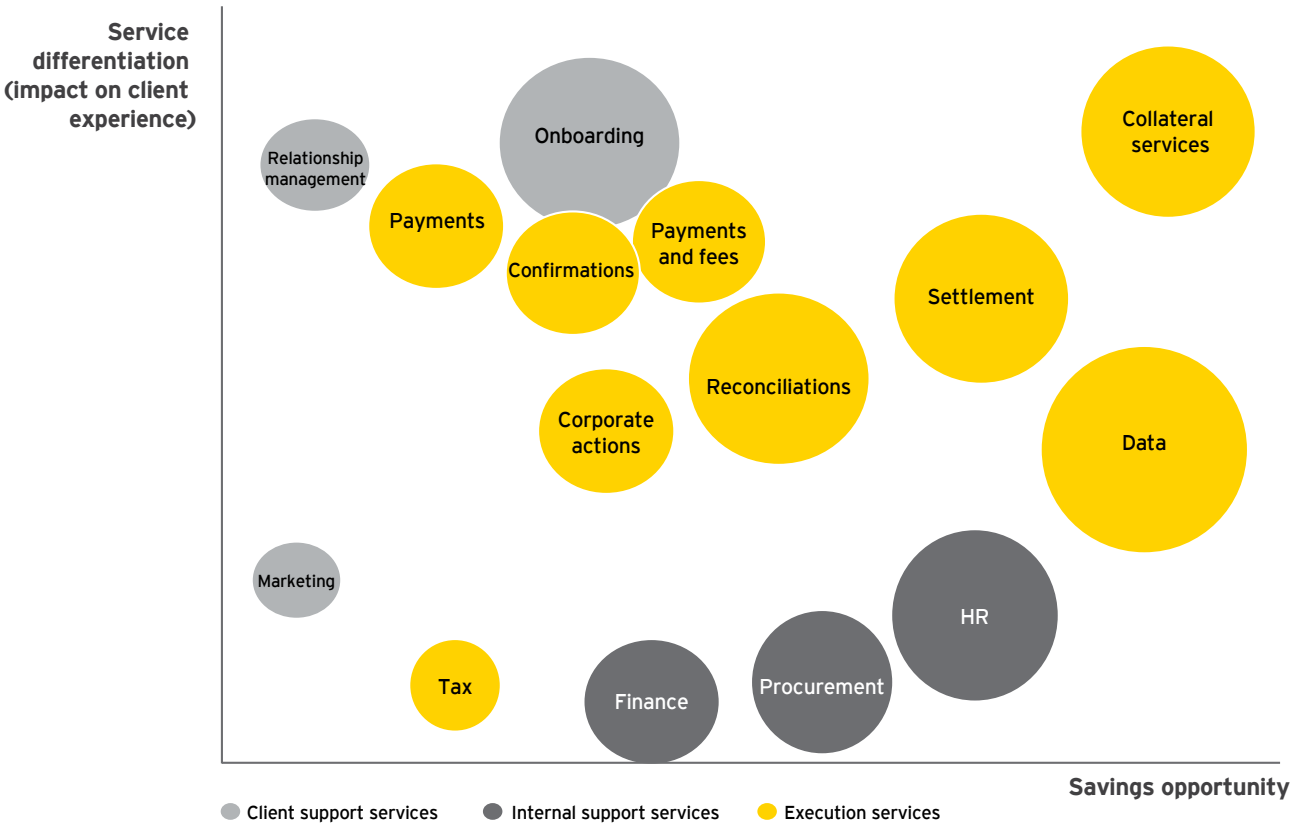 Service
differentiation
(impact on client
experience)
Collateral
services
Onboarding
Relationship
management
Payments
Payments
and fees
Confirmations
Settlement
Reconciliations
Corporate
actions
Data
Marketing
HR
Tax
Finance
Procurement
Savings opportunity
Client support services
Internal support services
Execution services